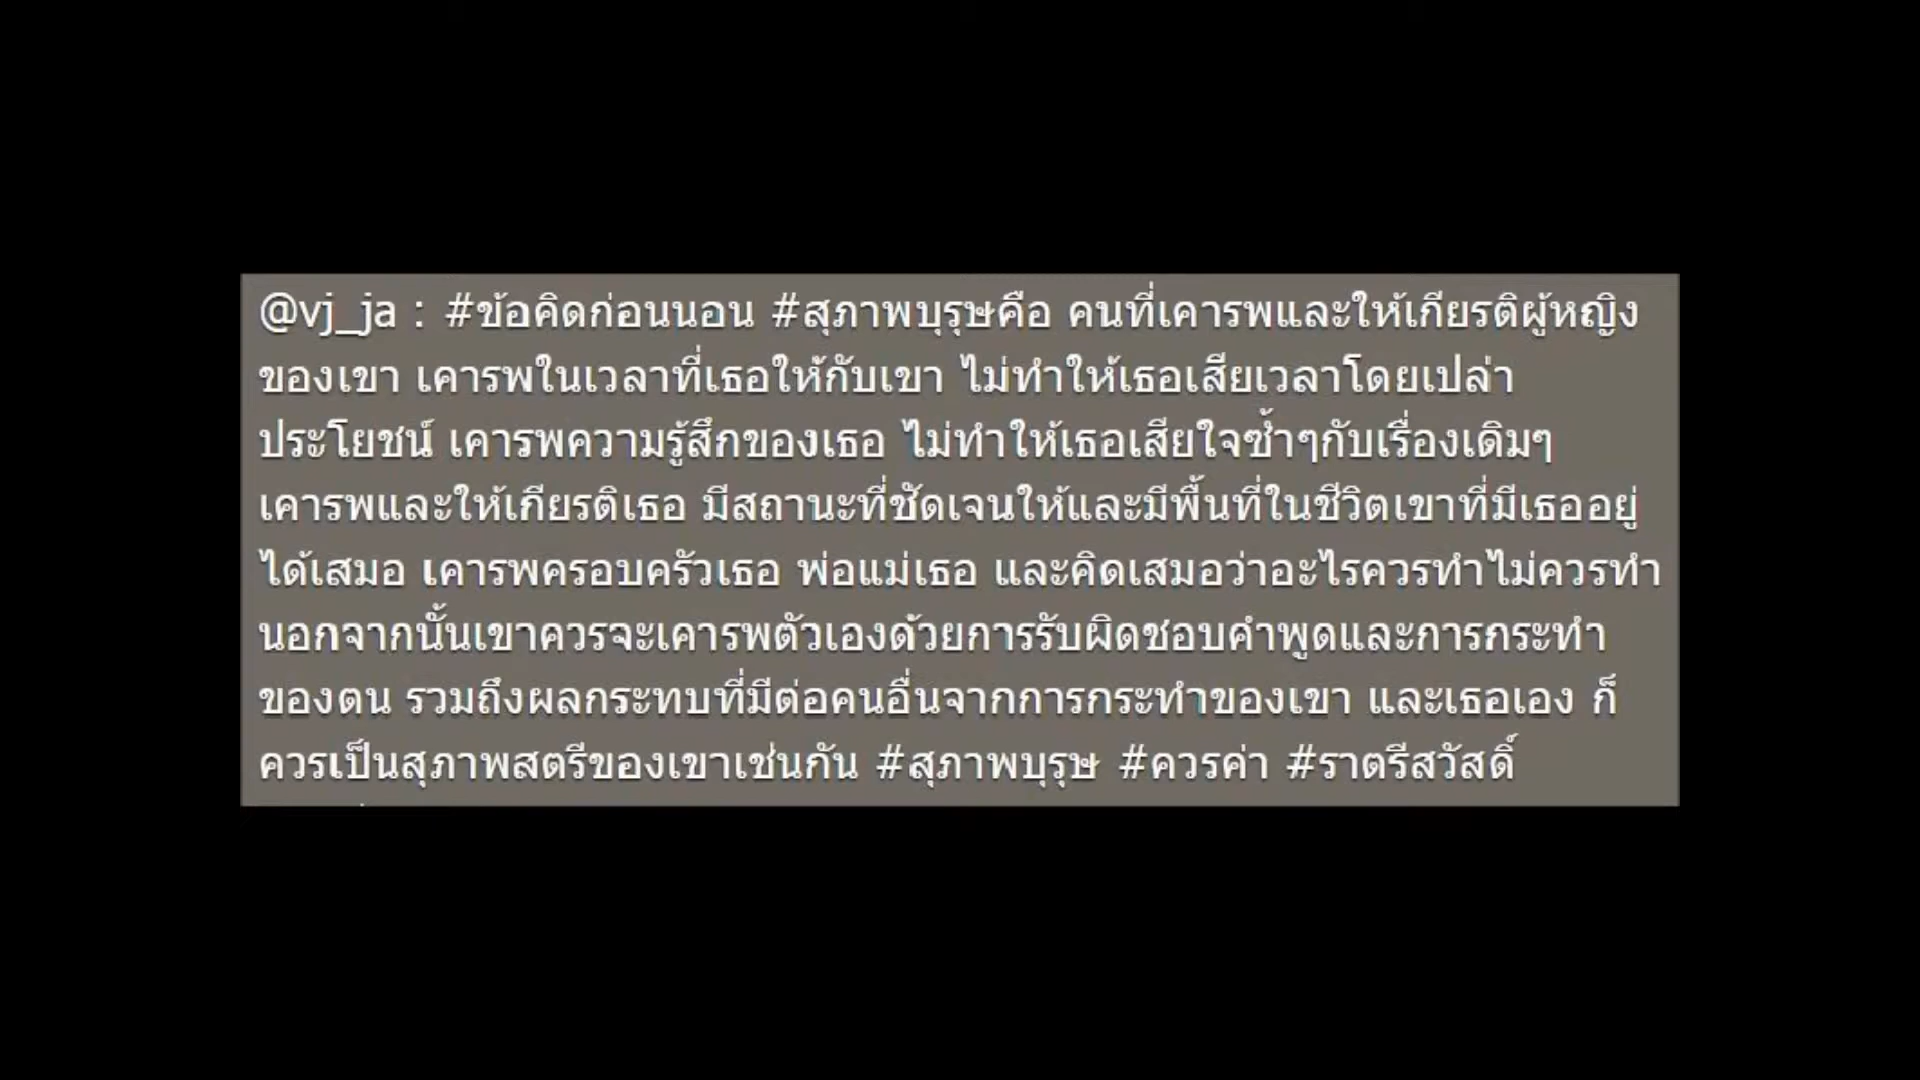 @vj_ja : #ข้อคิดก่อนนอน #สุภาพบุรุษคือ คนที่เคารพและให้เกียรติผู้หญิง
ของเขา เคารพในเวลาที่เธอให้กับเขา ไม่ทำให้เธอเสียเวลาโดยเปล่า
ประโยชน์ เคารพความรู้สึกของเธอ ไม่ทำให้เธอเสียใจซ้ำๆกับเรื่องเดิมๆ
เคารพและให้เกียรติเธอ มีสถานะที่ชัดเจนให้และมีพื้นที่ในชีวิตเขาที่มีเธออยู่
ได้เสมอ เคารพครอบครัวเธอ พ่อแม่เธอ และคิดเสมอว่าอะไรควรทำไม่ควรทำ
นอกจากนั้นเขาควรจะเคารพตัวเองด้วยการรับผิดชอบคำพูดและการกระทำ
ของตน รวมถึงผลกระทบที่มีต่อคนอื่นจากการกระทำของเขา และเธอเอง ก็
ควรเป็นสุภาพสตรีของเขาเช่นกัน #สุภาพบุรุษ #ควรค่า #ราตรีสวัสดิ์